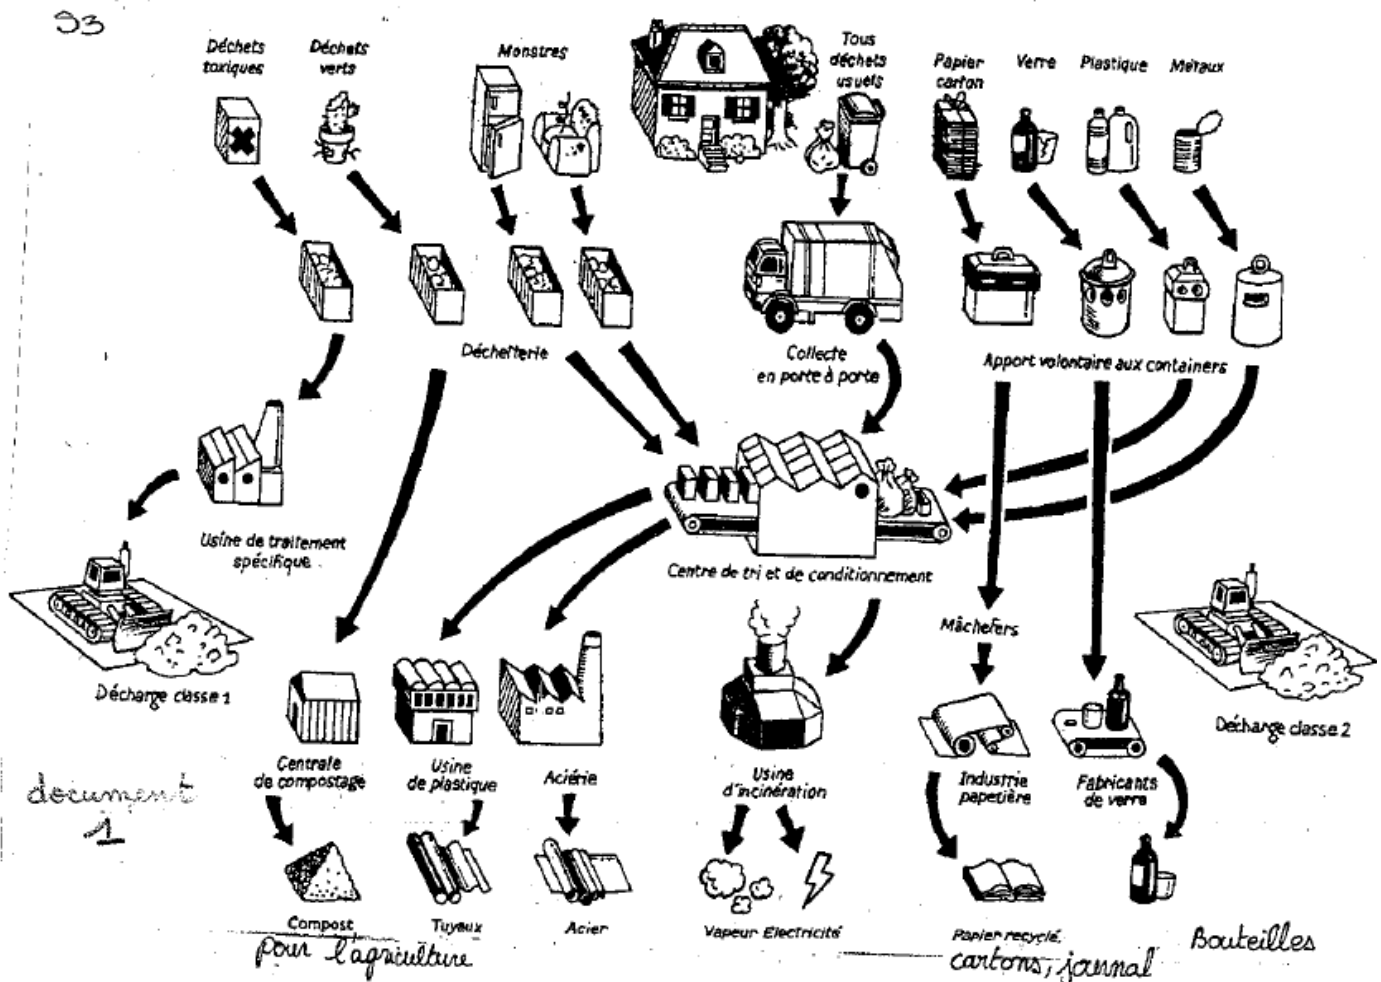 93
Déchets
toxiques
Déchets
verts
Monstres
Tous
déchets
usuels
Papier
carton
Verre
Plastique
Métaux
Déchetterie
Collecte
en porte à porte
Apport volontaire aux containers
Usine de traitement
spécifique
Centre de tri et de conditionnement
Mâchefers
Décharge classe 1
Décharge classe 2
Centrale
de compostage
Usine
de plastique
Aciérie
Usine
d'incinération
Industrie
papetière
Fabricants
de verre
document
1
Compost
Tuyaux
Acier
Vapeur Electricité
Papier recyclé,
Bouteilles
pour l'agriculture
cartons, journal